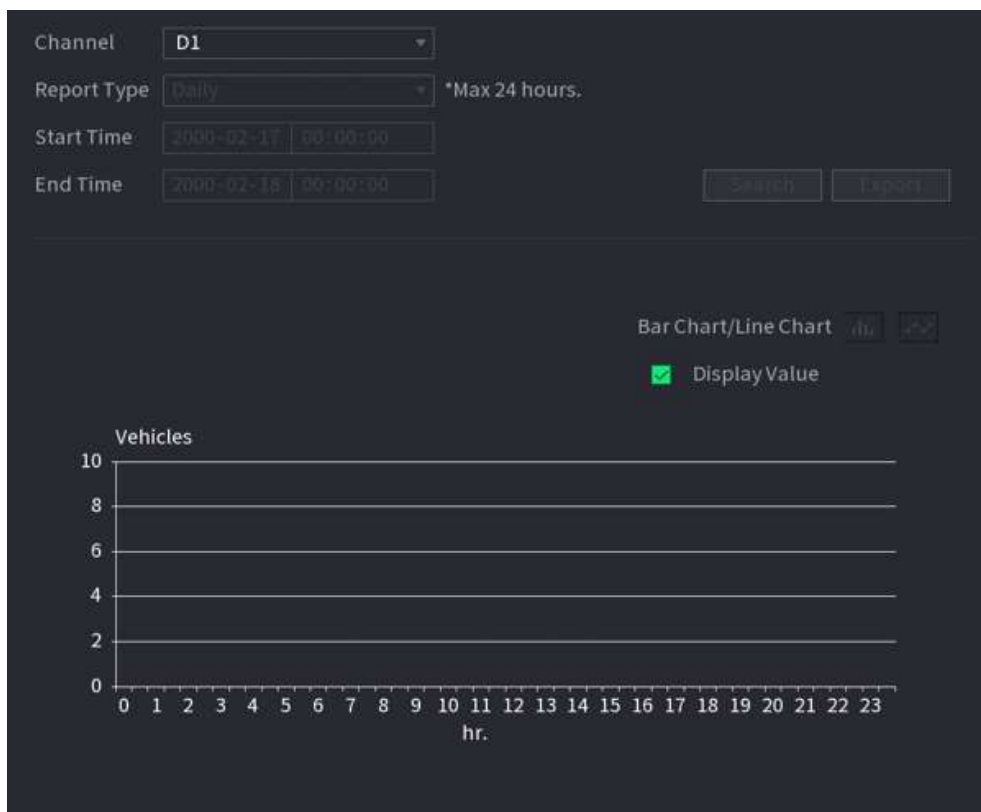 Channel D1
Report Type Daily *Max 24 hours.
Start Time 2000-02-17 00:00:00
End Time 2000-02-18 00:00:00 Search Export
Bar Chart/Line Chart
Display Value
Vehicles
10
8
6
4
2
0
0 1 2 3 4 5 6 7 8 9 10 11 12 13 14 15 16 17 18 19 20 21 22 23
hr.